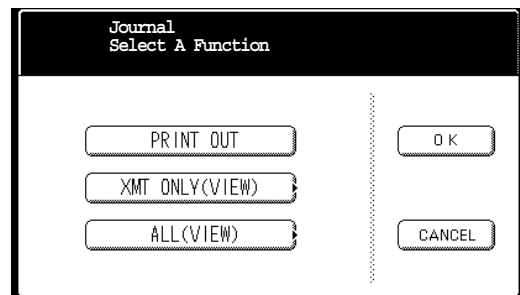 Journal
Select A Function
PRINT OUT
OK
XMT ONLY(VIEW)
ALL(VIEW)
CANCEL